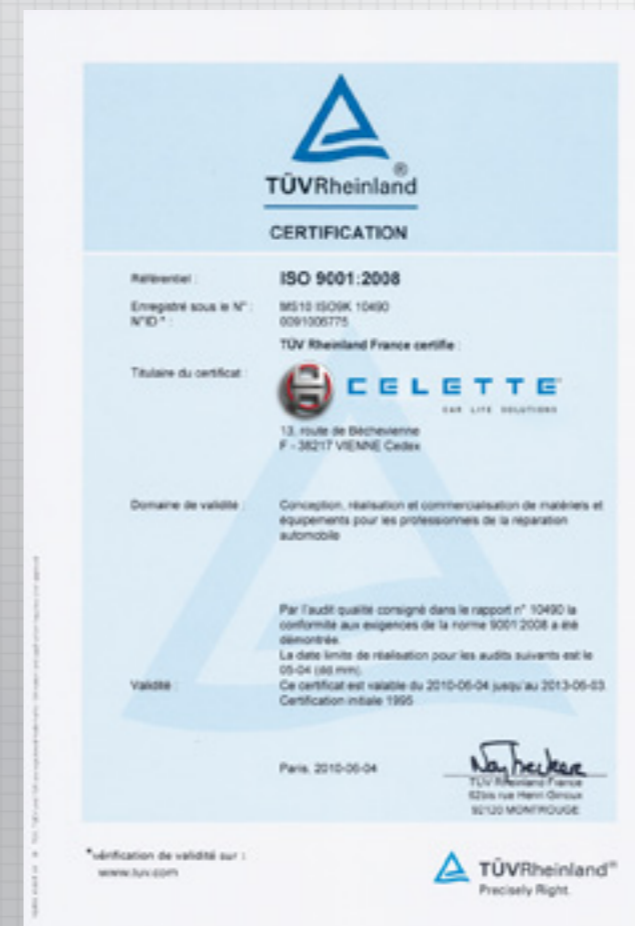 TÜVRheinland®
CERTIFICATION
Référentiel :
ISO 9001:2008
Enregistré sous le N° :
MS10 ISO9K 10490
N°ID * :
0091006775
TÜV Rheinland France certifie :
Titulaire du certificat :
CELETTE
CAR LIFE SOLUTIONS
13, route de Béchevienne
F - 38217 VIENNE Cedex
Domaine de validité :
Conception, réalisation et commercialisation de matériels et
équipements pour les professionnels de la réparation
automobile
Par l'audit qualité consigné dans le rapport n° 10490 la
conformité aux exigences de la norme 9001:2008 a été
démontrée.
La date limite de réalisation pour les audits suivants est le
05-04 (dd.mm).
Validité :
Ce certificat est valable du 2010-06-04 jusqu'au 2013-06-03.
Certification initiale 1995
Paris, 2010-06-04
TÜV Rheinland France
62bis rue Henri Ginoux
92120 MONTROUGE
*vérification de validité sur :
www.tuv.com
TÜVRheinland®
Precisely Right.